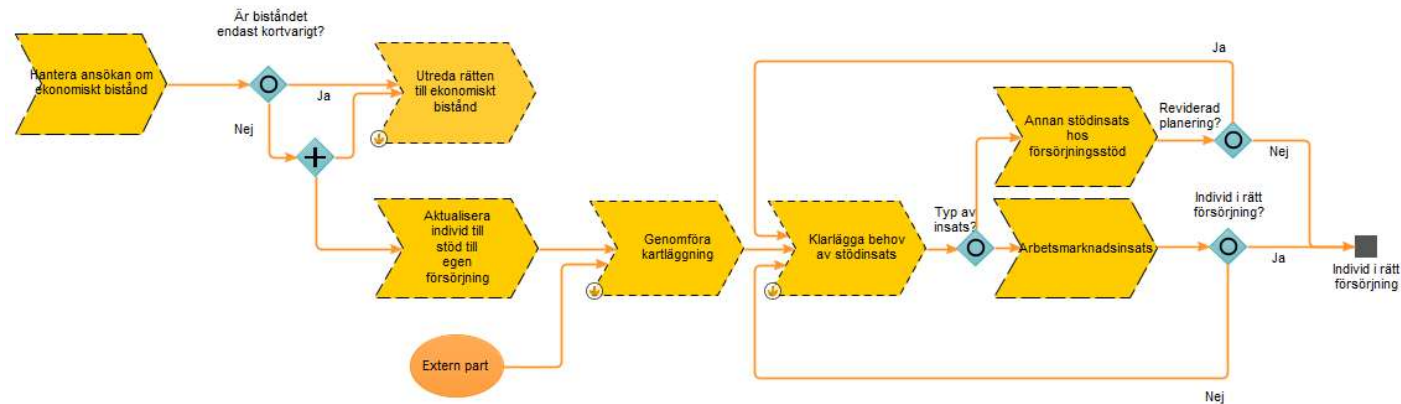 Är biståndet
endast kortvarigt?
Hantera ansökan om
ekonomiskt bistånd
Ja
Nej
Utreda rätten
till ekonomiskt
bistånd
Aktualisera
individ till
stöd till
egen
försörjning
Extern part
Genomföra
kartläggning
Klarlägga behov
av stödinsats
Typ av
insats?
Ja
Annan stödinsats
hos
försörjningsstöd
Reviderad
planering?
Nej
Arbetsmarknadsinsats
Individ i rätt
försörjning?
Ja
Nej
Individ i rätt
försörjning